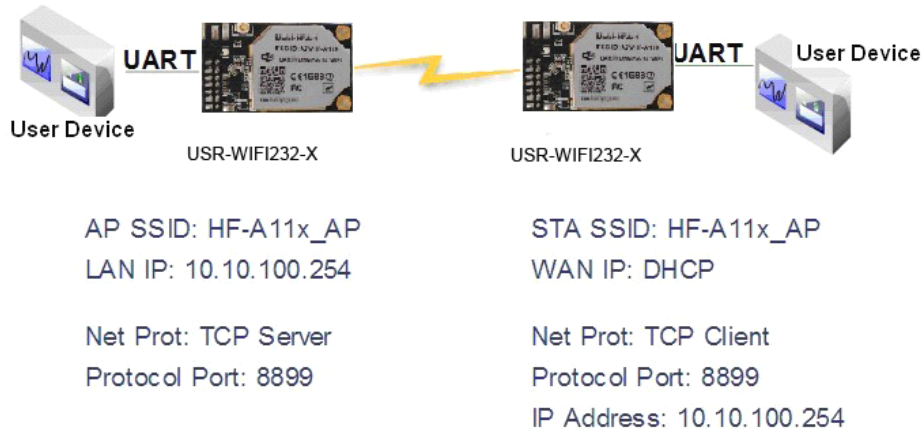 UART
UART
User Device
User Device
USR-WIFI232-X
USR-WIFI232-X
AP SSID: HF-A11x_AP
LAN IP: 10.10.100.254
Net Prot: TCP Server
Protocol Port: 8899
STA SSID: HF-A11x_AP
WAN IP: DHCP
Net Prot: TCP Client
Protocol Port: 8899
IP Address: 10.10.100.254